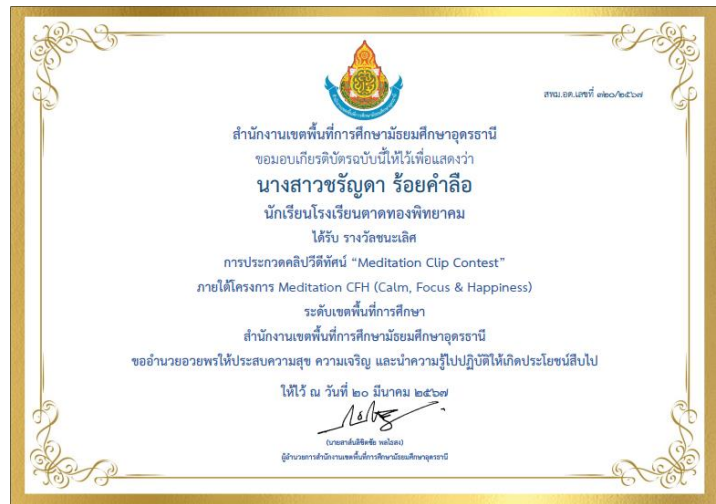 สพม.อด.เลขที่ ๓๒๐/๒๕๖๗
สำนักงานเขตพื้นที่การศึกษามัธยมศึกษาอุดรธานี
ขอมอบเกียรติบัตรฉบับนี้ให้ไว้เพื่อแสดงว่า
นางสาวชรัญดา ร้อยคำลือ
นักเรียนโรงเรียนตาดทองพิทยาคม
ได้รับ รางวัลชนะเลิศ
การประกวดคลิปวีดีทัศน์ “Meditation Clip Contest”
ภายใต้โครงการ Meditation CFH (Calm, Focus & Happiness)
ระดับเขตพื้นที่การศึกษา
สำนักงานเขตพื้นที่การศึกษามัธยมศึกษาอุดรธานี
ขออำนวยอวยพรให้ประสบความสุข ความเจริญ และนำความรู้ไปปฏิบัติให้เกิดประโยชน์สืบไป
ให้ไว้ ณ วันที่ ๒๐ มีนาคม ๒๕๖๗
ผู้อำนวยการสำนักงานเขตพื้นที่การศึกษามัธยมศึกษาอุดรธานี